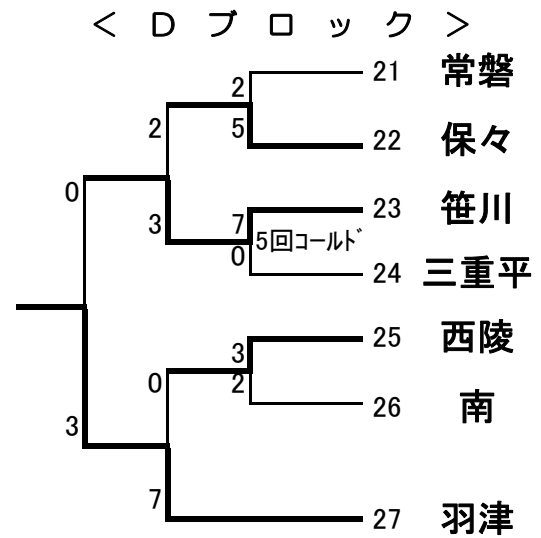 ＜ Ｄ ブ ロ ッ ク ＞
2 21 常磐
2 5 22 保々
0
3 7 23 笹川
5回ｺｰﾙﾄﾞ
0 24 三重平
3 25 西陵
0 2 26 南
3
7 27 羽津